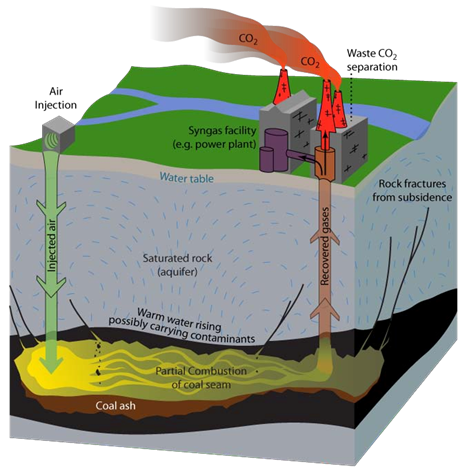 CO2
CO2
Waste CO2
separation
Air
Injection
Syngas facility
(e.g. power plant)
Water table
Rock fractures
from subsidence
Injected air
Recovered gases
Saturated rock
(aquifer)
Warm water rising
possibly carrying contaminants
Partial Combustion
of coal seam
Coal ash